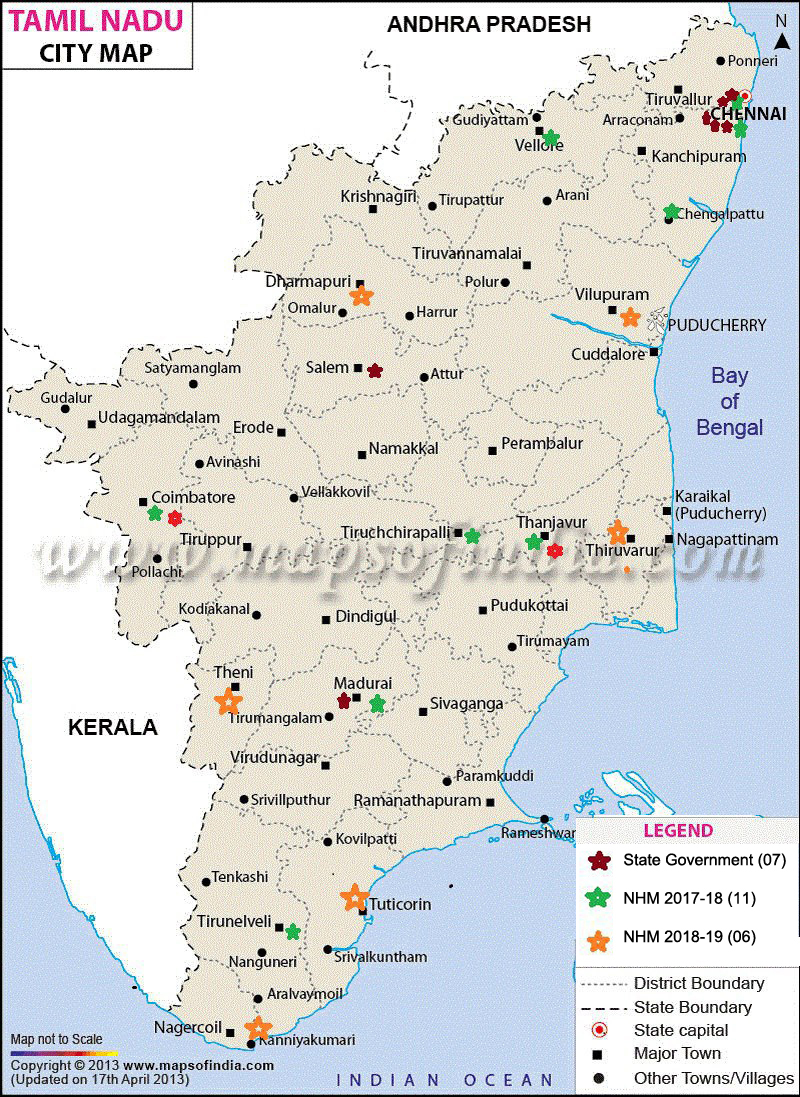 TAMIL NADU
CITY MAP
ANDHRA PRADESH
N
Ponneri
Tiruvallur
CHENNAI
Gudiyattam
Arraconam
Vellore
Kanchipuram
Krishnagiri
Tirupattur
Arani
Chengalpattu
Tiruvannamalai
Dharmapuri
Polur
Vilupuram
Omalur
Harrur
PUDUCHERRY
Cuddalore
Satyamanglam
Salem
Attur
Bay
of
Bengal
Gudalur
Udagamandalam
Erode
Namakkal
Perambalur
Avinashi
Coimbatore
Vellakkovil
Karaikal
(Puducherry)
Tiruchchirapalli
Thanjavur
Tiruppur
Thiruvarur
Nagapattinam
www.mapsofindia.com
Pollachi
Kodiakanal
Dindigul
Pudukottai
Tirumayam
Theni
Madurai
Sivaganga
KERALA
Tirumangalam
Virudunagar
Paramkuddi
Srivillputhur
Ramanathapuram
Rameshwar
Kovilpatti
Tenkashi
Tuticorin
Tirunelveli
Nanguneri
Srivalkuntham
Aralvaymoil
Nagercoil
Kanniyakumari
LEGEND
State Government (07)
NHM 2017-18 (11)
NHM 2018-19 (06)
District Boundary
State Boundary
State capital
Major Town
Other Towns/Villages
Map not to Scale
Copyright © 2013 www.mapsofindia.com
(Updated on 17th April 2013)
INDIAN OCEAN